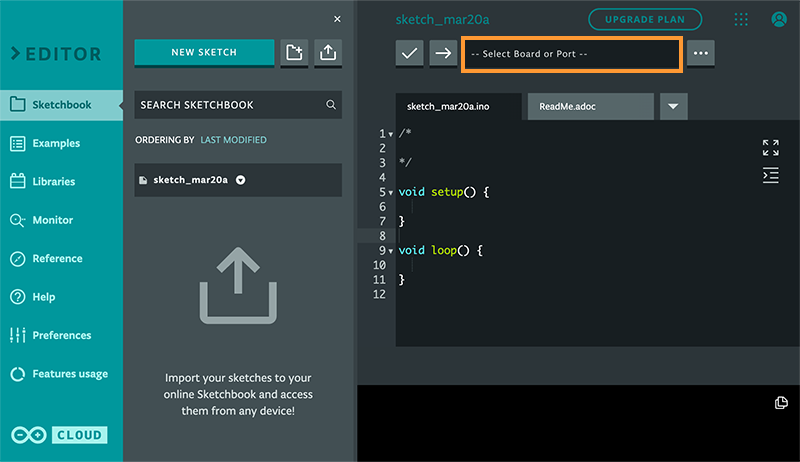 EDITOR
Sketchbook
Examples
Libraries
Monitor
Reference
Help
Preferences
Features usage
CLOUD
NEW SKETCH
SEARCH SKETCHBOOK
ORDERING BY LAST MODIFIED
sketch_mar20a
Import your sketches to your
online Sketchbook and access
them from any device!
sketch_mar20a
UPGRADE PLAN
-- Select Board or Port --
sketch_mar20a.ino
ReadMe.adoc
1 /*
2
3 */
4
5 void setup() {
6
7 }
8
9 void loop() {
10
11 }
12